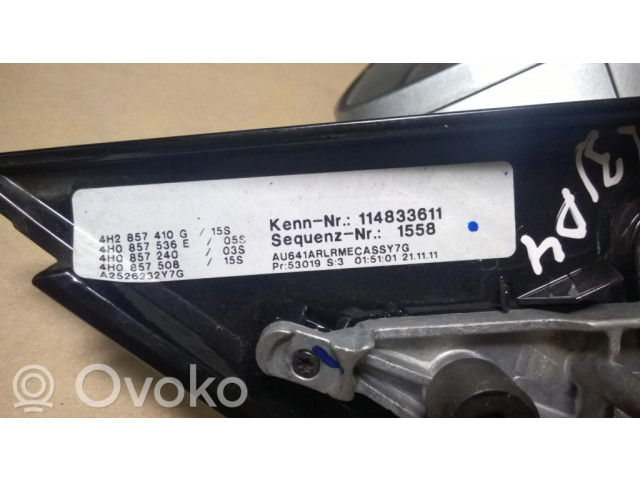 4H2 857 410 G / 15S
4H0 857 536 E / 05S
4H0 857 240 / 03S
4H0 857 508 / 15S
A2526232Y7G
Kenn-Nr.: 114833611
Sequenz-Nr.: 1558
AU641ARLRMECASSY7G
Pr:53019 S:3 01:51:01 21.11.11
Ovoko